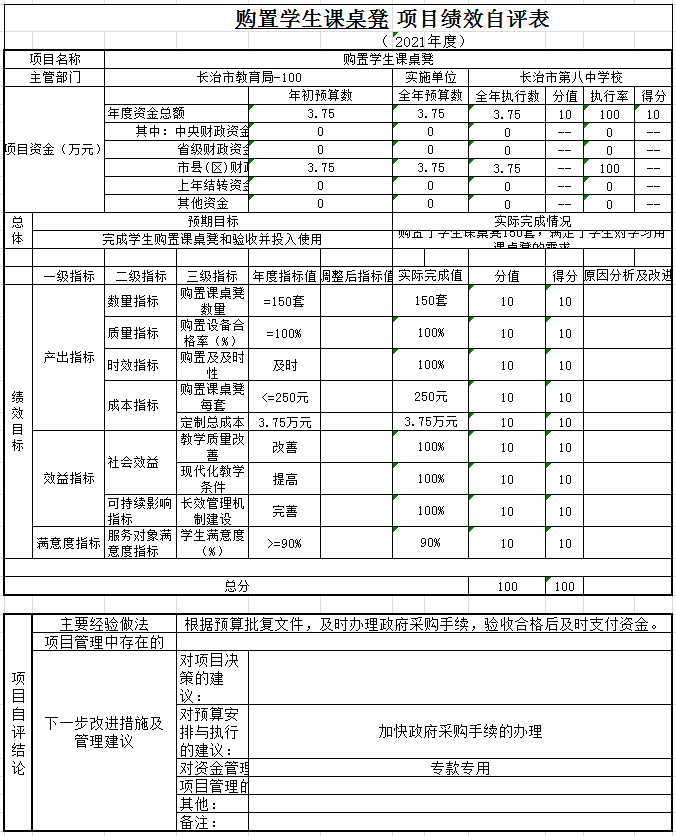 购置学生课桌凳 项目绩效自评表
（ 2021年度）
项目名称 购置学生课桌凳
主管部门 长治市教育局-100 实施单位 长治市第八中学校
项目资金（万元） 年初预算数 全年预算数 全年执行数 分值 执行率 得分
年度资金总额 3.75 3.75 3.75 10 100 10
其中：中央财政资金 0 0 0 -- 0 --
省级财政资金 0 0 0 -- 0 --
市县(区)财政 3.75 3.75 3.75 -- 100 --
上年结转资金 0 0 0 -- 0 --
其他资金 0 0 0 -- 0 --
总体 预期目标 实际完成情况
完成学生购置课桌凳和验收并投入使用 购置了学生课桌凳150套，满足了学生对学习用课桌凳的需求
一级指标 二级指标 三级指标 年度指标值 调整后指标值 实际完成值 分值 得分 原因分析及改进
绩效目标
产出指标 数量指标 购置课桌凳数量 =150套 150套 10 10
质量指标 购置设备合格率（%） =100% 100% 10 10
时效指标 购置及及时性 及时 100% 10 10
成本指标 购置课桌凳每套 <=250元 250元 10 10
定制总成本 3.75万元 3.75万元 10 10
效益指标 社会效益 教学质量改善 改善 100% 10 10
现代化教学条件 提高 100% 10 10
可持续影响指标 长效管理机制建设 完善 100% 10 10
满意度指标 服务对象满意度指标 学生满意度（%） >=90% 90% 10 10
总分 100 100
项目自评结论
主要经验做法 根据预算批复文件，及时办理政府采购手续，验收合格后及时支付资金。
项目管理中存在的
下一步改进措施及管理建议 对项目决策的建议：
对预算安排与执行的建议： 加快政府采购手续的办理
对资金管理 专款专用
项目管理的
其他：
备注：